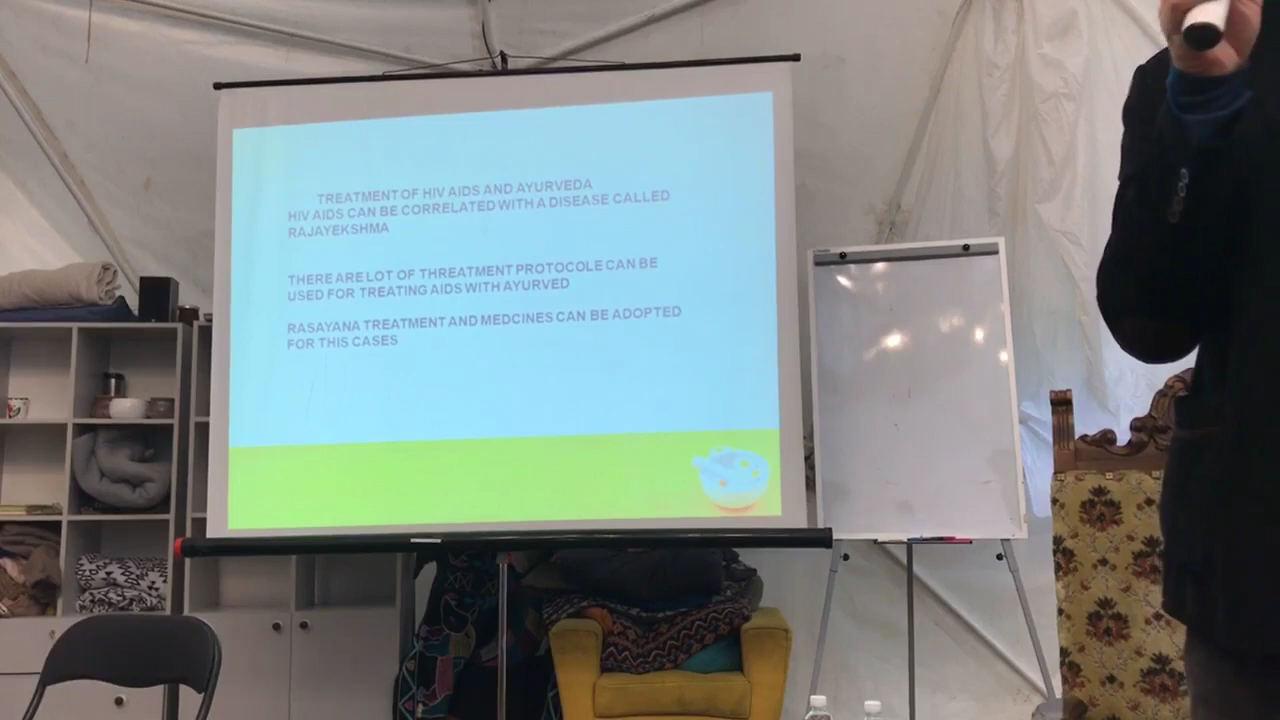 TREATMENT OF HIV AIDS AND AYURVEDA
HIV AIDS CAN BE CORRELATED WITH A DISEASE CALLED
RAJAYEKSHMA
THERE ARE LOT OF THREATMENT PROTOCOLE CAN BE
USED FOR TREATING AIDS WITH AYURVED
RASAYANA TREATMENT AND MEDCINES CAN BE ADOPTED
FOR THIS CASES